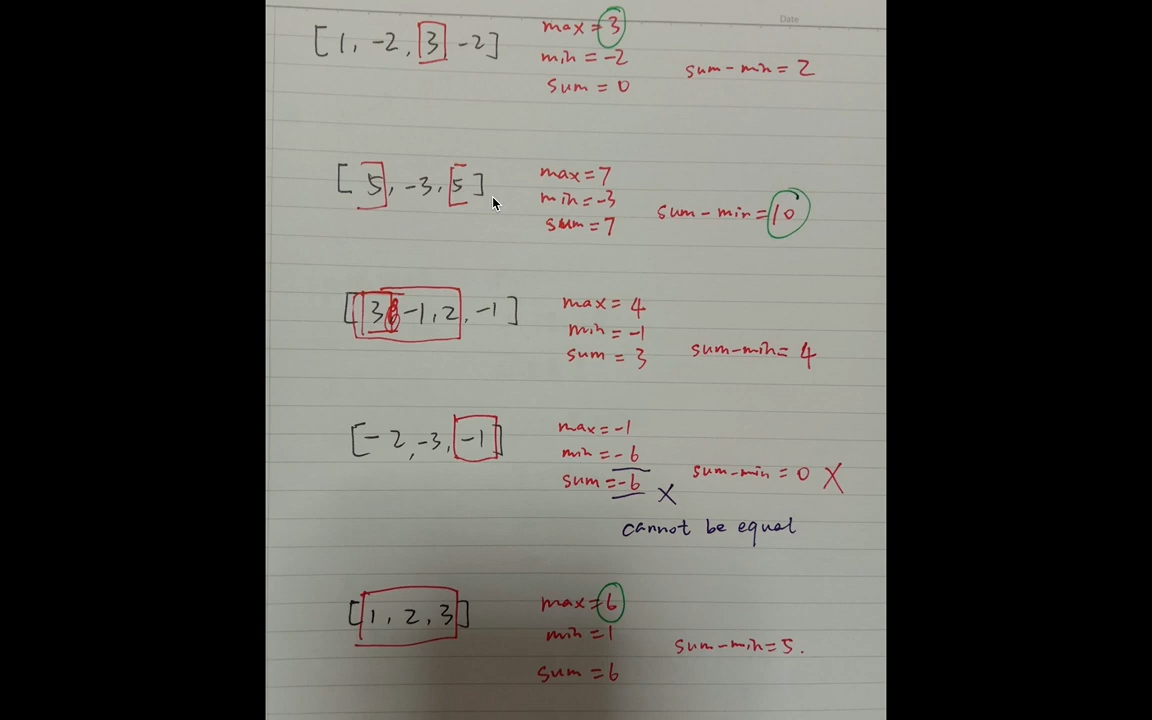 Date
[1, -2, 3 -2]
max = 3
min = -2
sum = 0
sum - min = 2
[5, -3, 5]
max = 7
min = -3
sum = 7
sum - min = 10
[3 -1, 2, -1]
max = 4
min = -1
sum = 3
sum-min = 4
[-2, -3, -1]
max = -1
min = -6
sum = -6 X
sum-min = 0 X
cannot be equal
[1, 2, 3]
max = 6
min = 1
sum = 6
sum-min = 5.